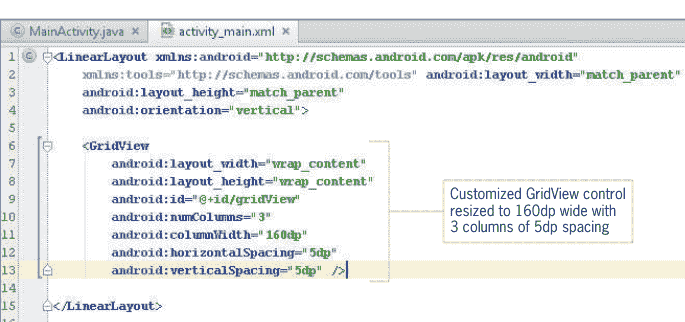 MainActivity.java × activity_main.xml ×
1 <LinearLayout xmlns:android="http://schemas.android.com/apk/res/android"
2 xmlns:tools="http://schemas.android.com/tools" android:layout_width="match_parent"
3 android:layout_height="match_parent"
4 android:orientation="vertical">
5
6 <GridView
7 android:layout_width="wrap_content"
8 android:layout_height="wrap_content"
9 android:id="@+id/gridView"
10 android:numColumns="3"
11 android:columnWidth="160dp"
12 android:horizontalSpacing="5dp"
13 android:verticalSpacing="5dp" />
14
15 </LinearLayout>
Customized GridView control
resized to 160dp wide with
3 columns of 5dp spacing